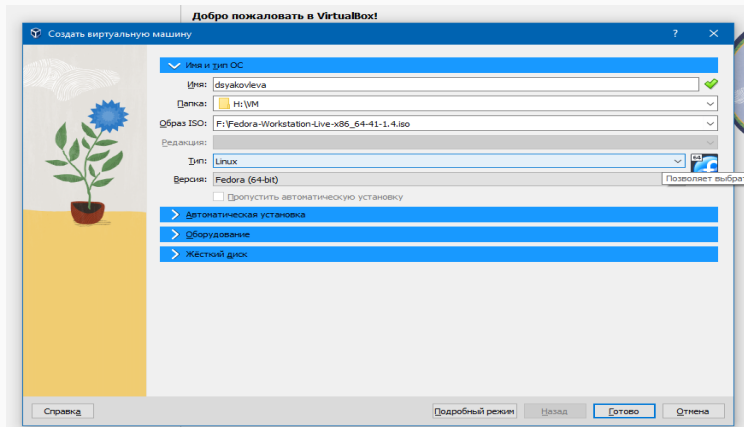 Добро пожаловать в VirtualBox!
Создать виртуальную машину ? ×
Имя и тип ОС
Имя: dsyakovleva
Папка: H:\VM
Образ ISO: F:\Fedora-Workstation-Live-x86_64-41-1.4.iso
Редакция:
Тип: Linux 64
Версия: Fedora (64-bit)
Позволяет выбрат
Пропустить автоматическую установку
Автоматическая установка
Оборудование
Жёсткий диск
Справка Подробный режим Назад Готово Отмена